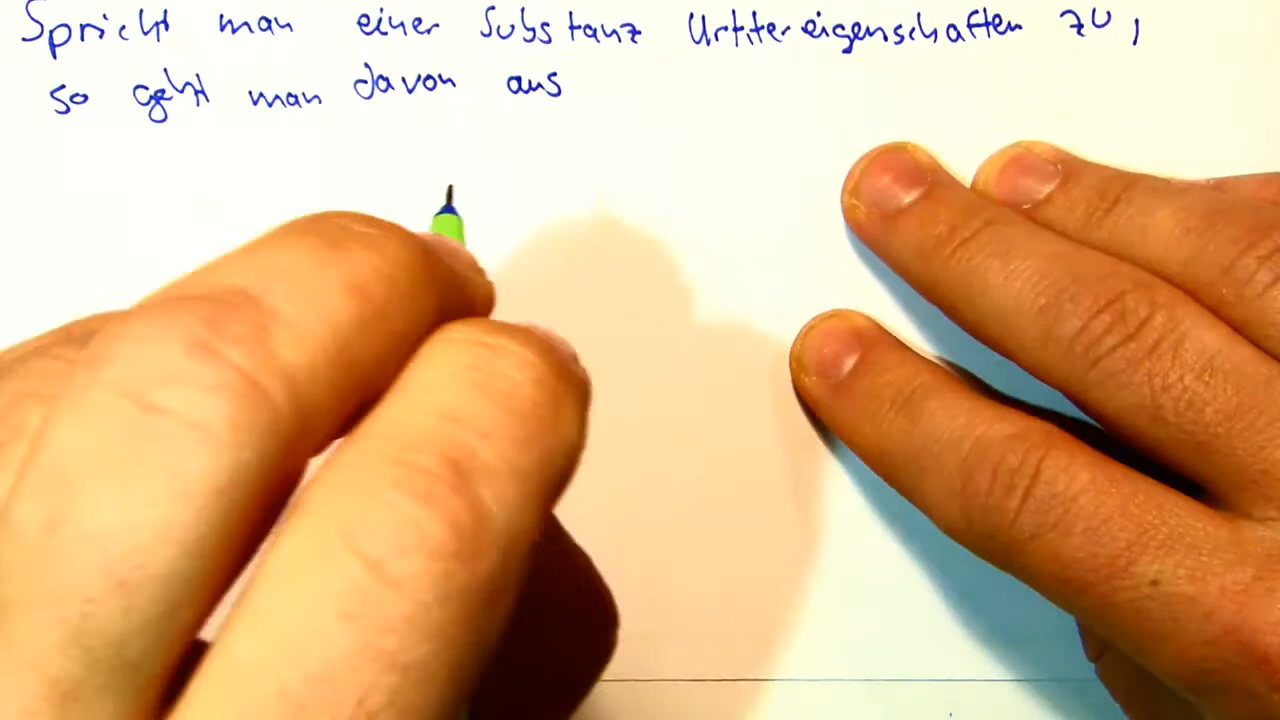 Spricht man einer Substanz Urtitereigenschaften zu,
so geht man davon aus